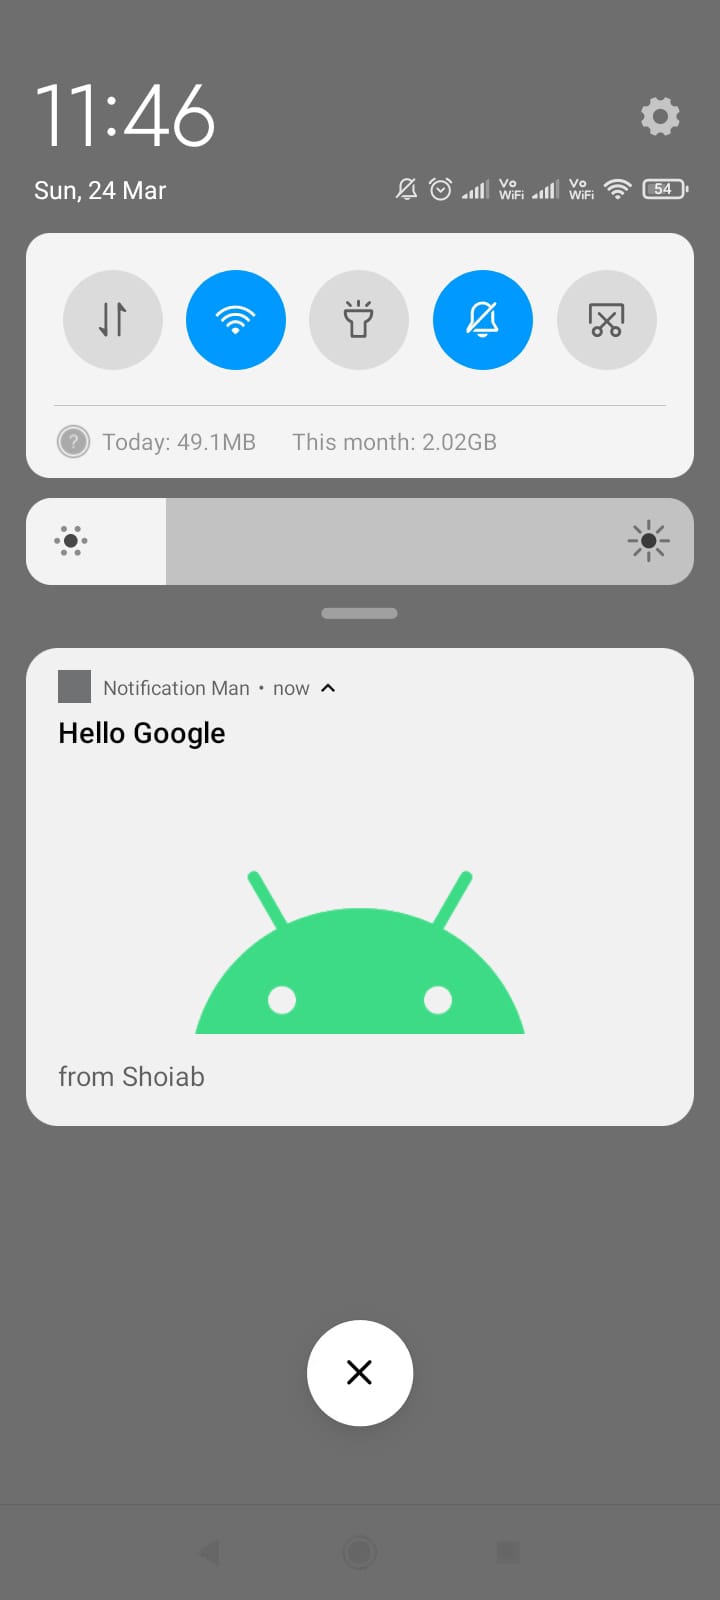 11:46
Sun, 24 Mar
Vo WiFi Vo WiFi 54
Today: 49.1MB This month: 2.02GB
Notification Man • now
Hello Google
from Shoiab